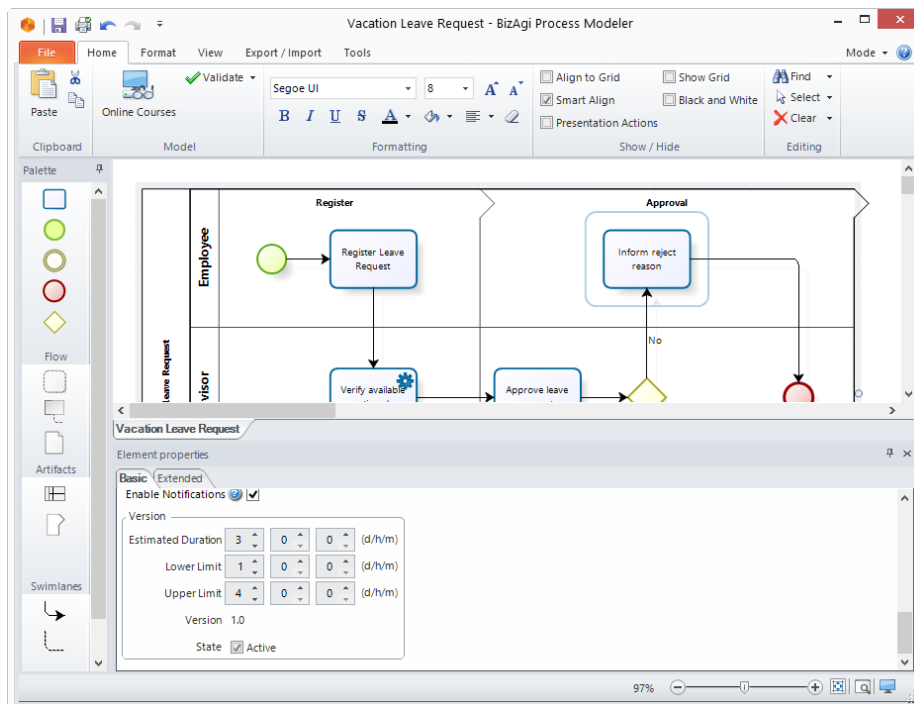 Vacation Leave Request - BizAgi Process Modeler
File Home Format View Export / Import Tools Mode
Paste
Online Courses
Validate
Segoe UI 8
A A
B I U S A
Align to Grid Show Grid
Smart Align Black and White
Presentation Actions
Find
Select
Clear
Clipboard Model Formatting Show / Hide Editing
Palette
Register Approval
Employee
Register Leave
Request
Inform reject
reason
No
Leave Request
visor
Verify available
Approve leave
Flow
Artifacts
Swimlanes
Vacation Leave Request
Element properties
Basic Extended
Enable Notifications
Version
Estimated Duration 3 0 0 (d/h/m)
Lower Limit 1 0 0 (d/h/m)
Upper Limit 4 0 0 (d/h/m)
Version 1.0
State Active
97%